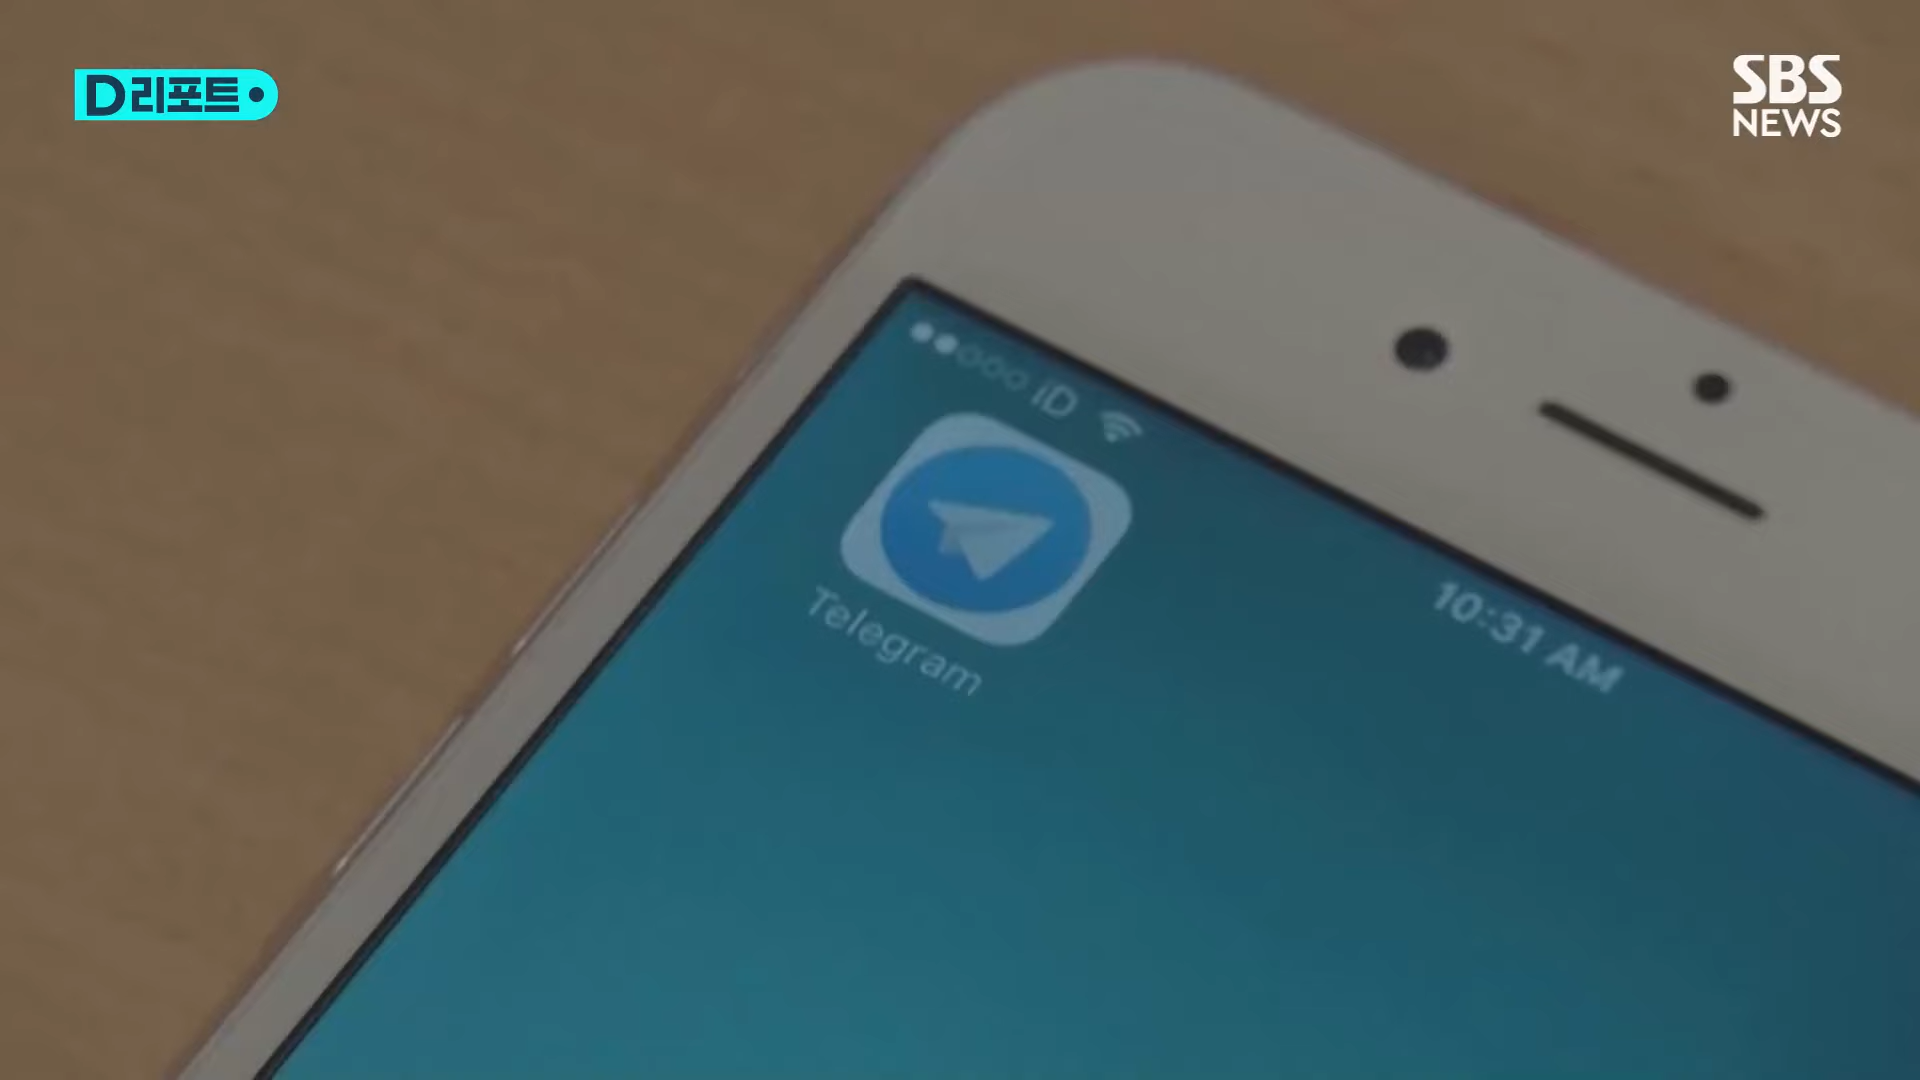 D리포트
SBS
NEWS
iD
10:31 AM
Telegram